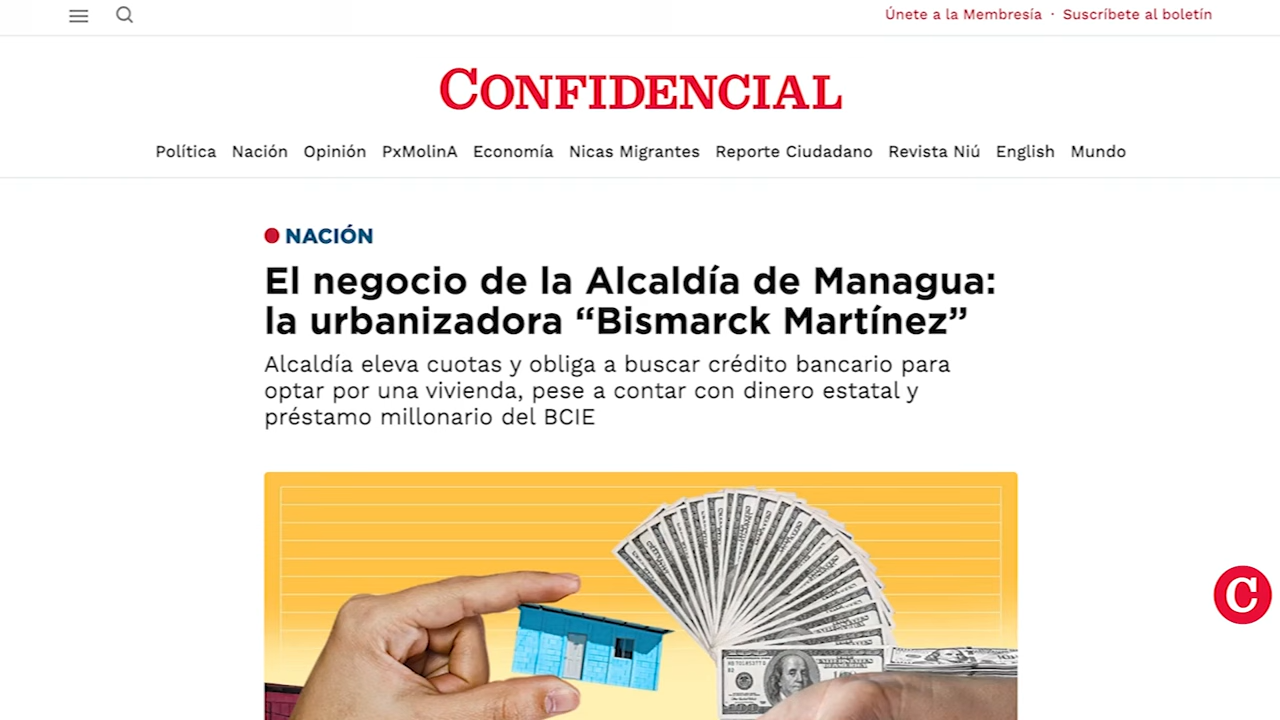 Únete a la Membresía · Suscríbete al boletín
CONFIDENCIAL
Política Nación Opinión PxMolinA Economía Nicas Migrantes Reporte Ciudadano Revista Niú English Mundo
NACIÓN
El negocio de la Alcaldía de Managua:
la urbanizadora “Bismarck Martínez”
Alcaldía eleva cuotas y obliga a buscar crédito bancario para
optar por una vivienda, pese a contar con dinero estatal y
préstamo millonario del BCIE
C